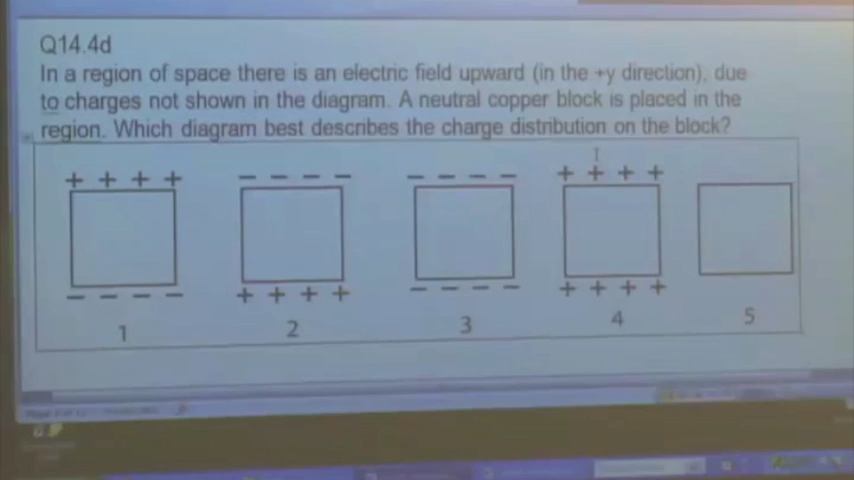 Q14.4d
In a region of space there is an electric field upward (in the +y direction), due
to charges not shown in the diagram. A neutral copper block is placed in the
region. Which diagram best describes the charge distribution on the block?
+ + + + - - - - - - - - + + + +
- - - - + + + + - - - - + + + +
1 2 3 4 5